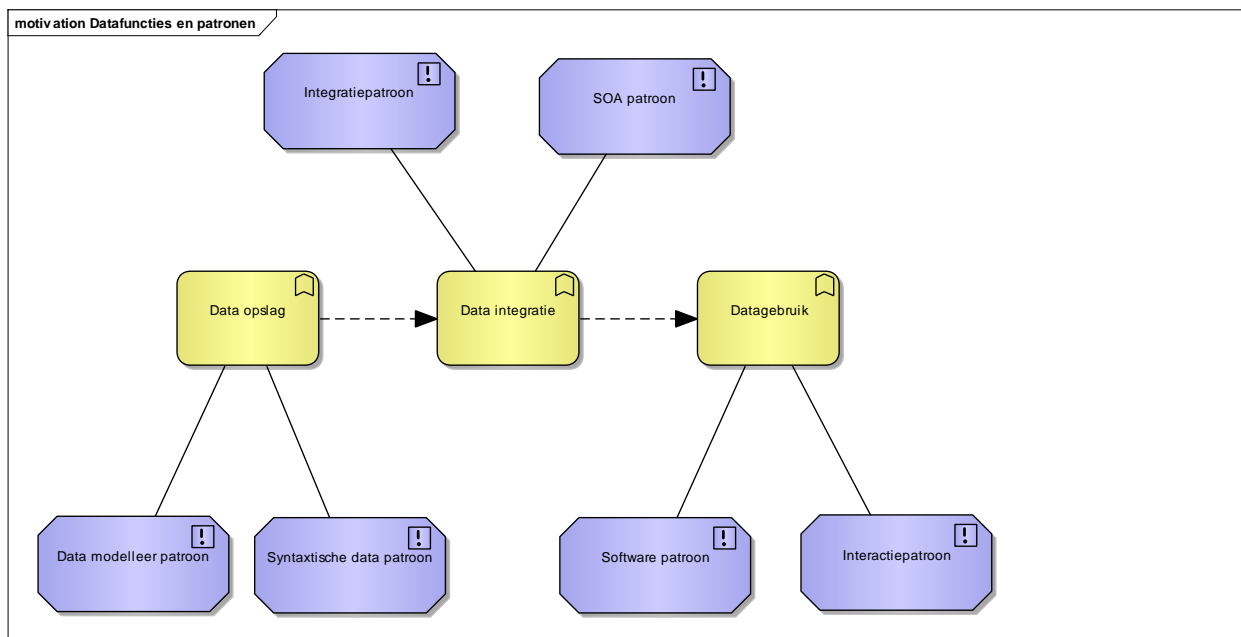 motivation Datafuncties en patronen
Integratiepatroon
SOA patroon
Data opslag
Data integratie
Datagebruik
Data modelleer patroon
Syntaxtische data patroon
Software patroon
Interactiepatroon